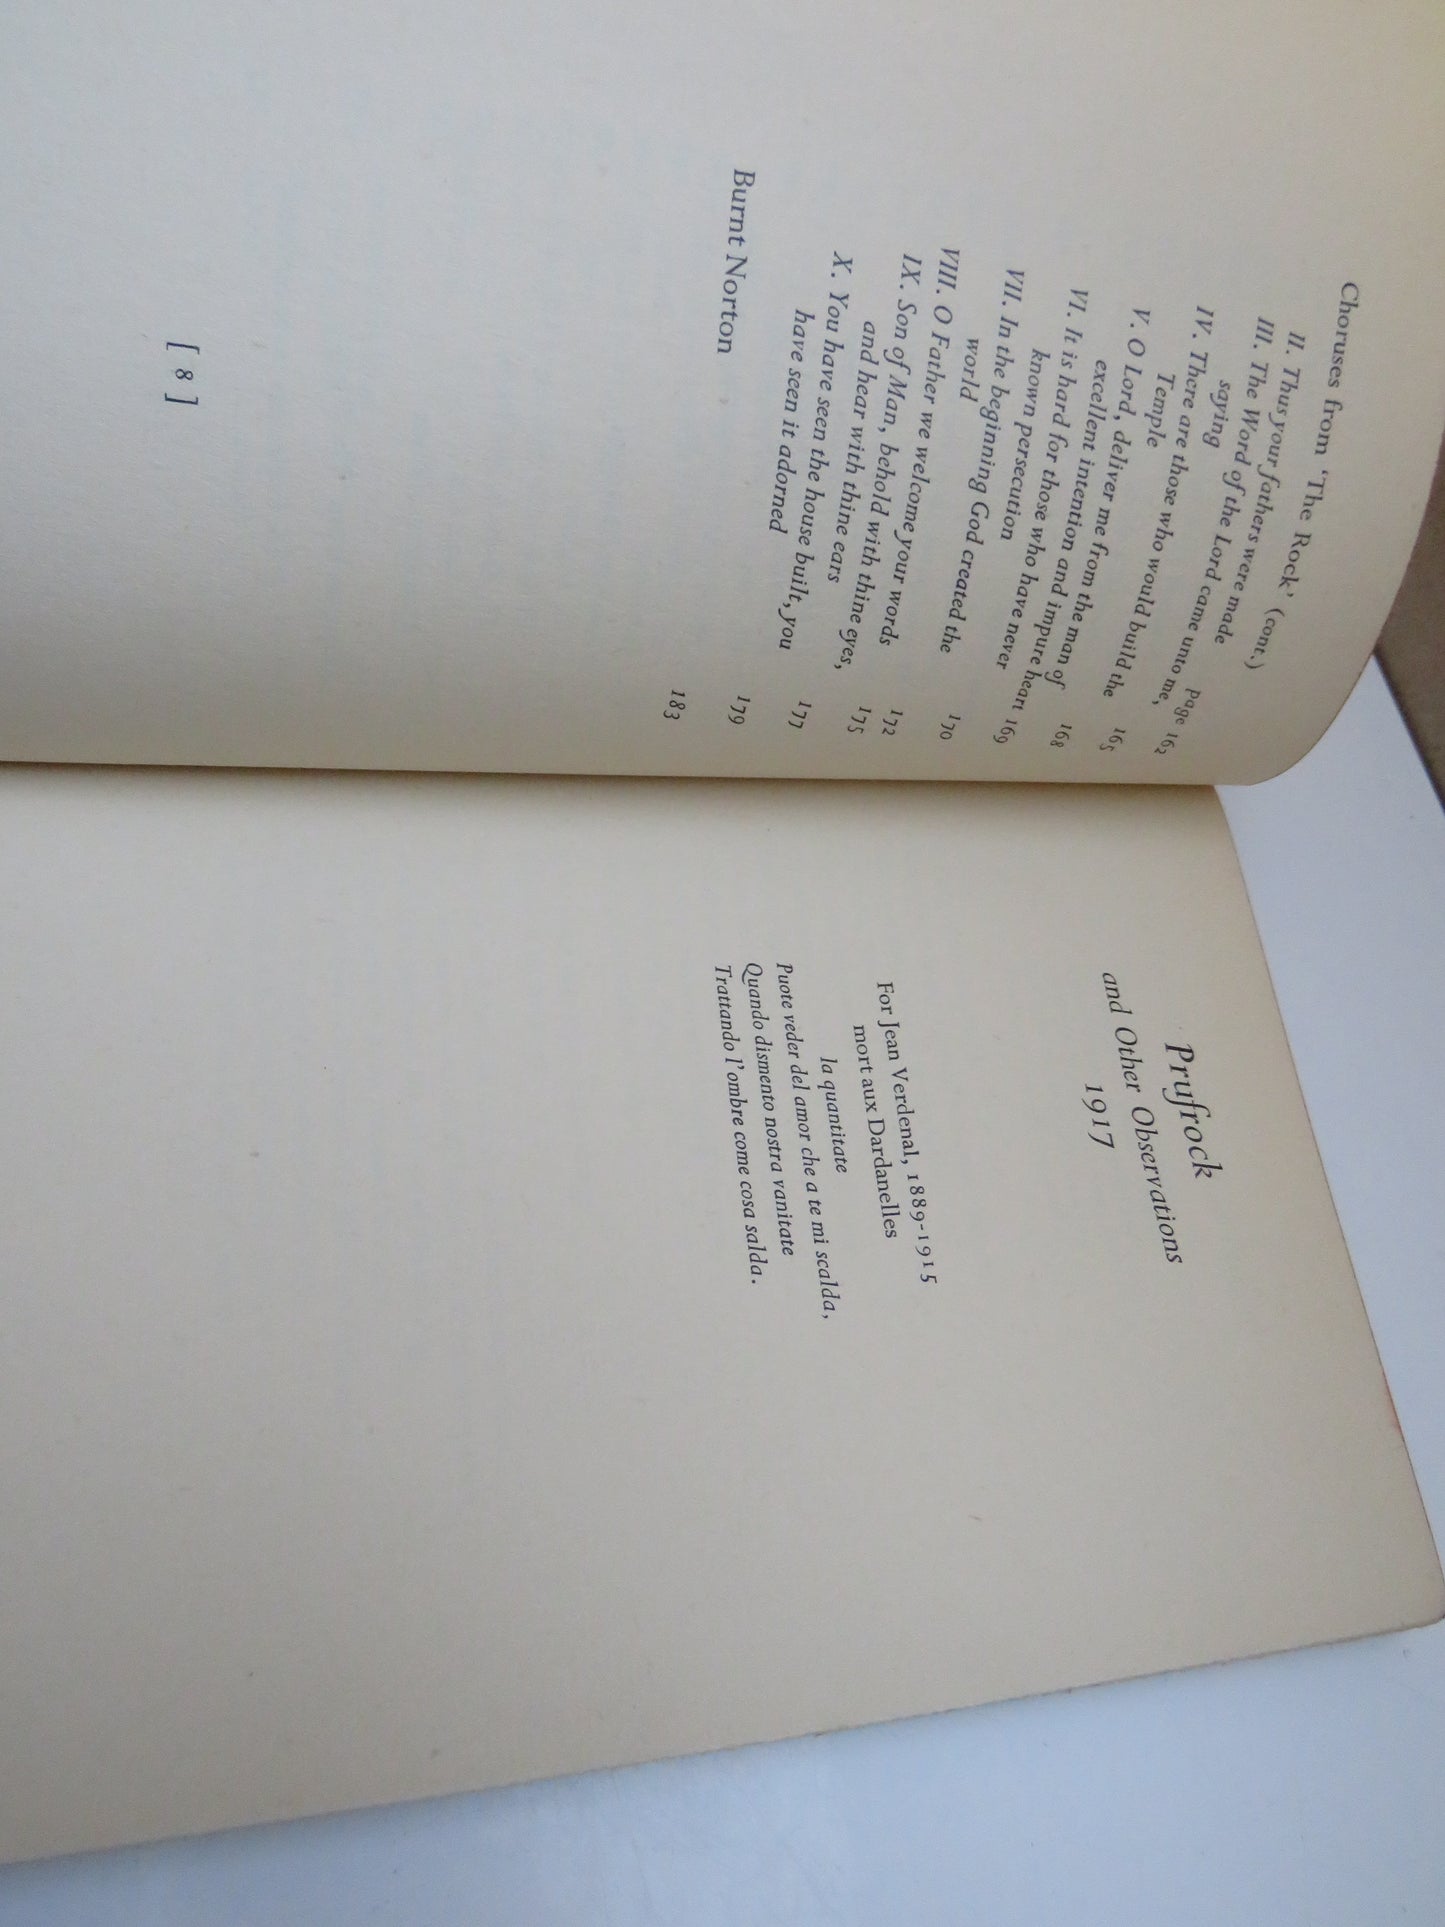 Choruses from 'The Rock' (cont.)
II. Thus your fathers were made page 162
III. The Word of the Lord came unto me,
saying 165
IV. There are those who would build the
Temple 168
V. O Lord, deliver me from the man of
excellent intention and impure heart 169
VI. It is hard for those who have never
known persecution 170
VII. In the beginning God created the
world 172
VIII. O Father we welcome your words 175
IX. Son of Man, behold with thine eyes,
and hear with thine ears 177
X. You have seen the house built, you
have seen it adorned 179
Burnt Norton 183
[ 8 ]
Prufrock
and Other Observations
1917
For Jean Verdenal, 1889-1915
mort aux Dardanelles
la quantitate
Puote veder del amor che a te mi scalda,
Quando dismento nostra vanitate
Trattando l'ombre come cosa salda.